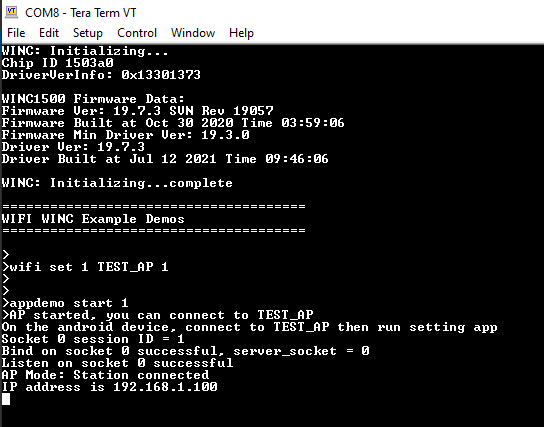 COM8 - Tera Term VT
File Edit Setup Control Window Help
WINC: Initializing...
Chip ID 1503a0
DriverVerInfo: 0x13301373
WINC1500 Firmware Data:
Firmware Ver: 19.7.3 SVN Rev 19057
Firmware Built at Oct 30 2020 Time 03:59:06
Firmware Min Driver Ver: 19.3.0
Driver Ver: 19.7.3
Driver Built at Jul 12 2021 Time 09:46:06
WINC: Initializing...complete
======================================
WIFI WINC Example Demos
======================================
>
>wifi set 1 TEST_AP 1
>
>
>appdemo start 1
>AP started, you can connect to TEST_AP
On the android device, connect to TEST_AP then run setting app
Socket 0 session ID = 1
Bind on socket 0 successful, server_socket = 0
Listen on socket 0 successful
AP Mode: Station connected
IP address is 192.168.1.100